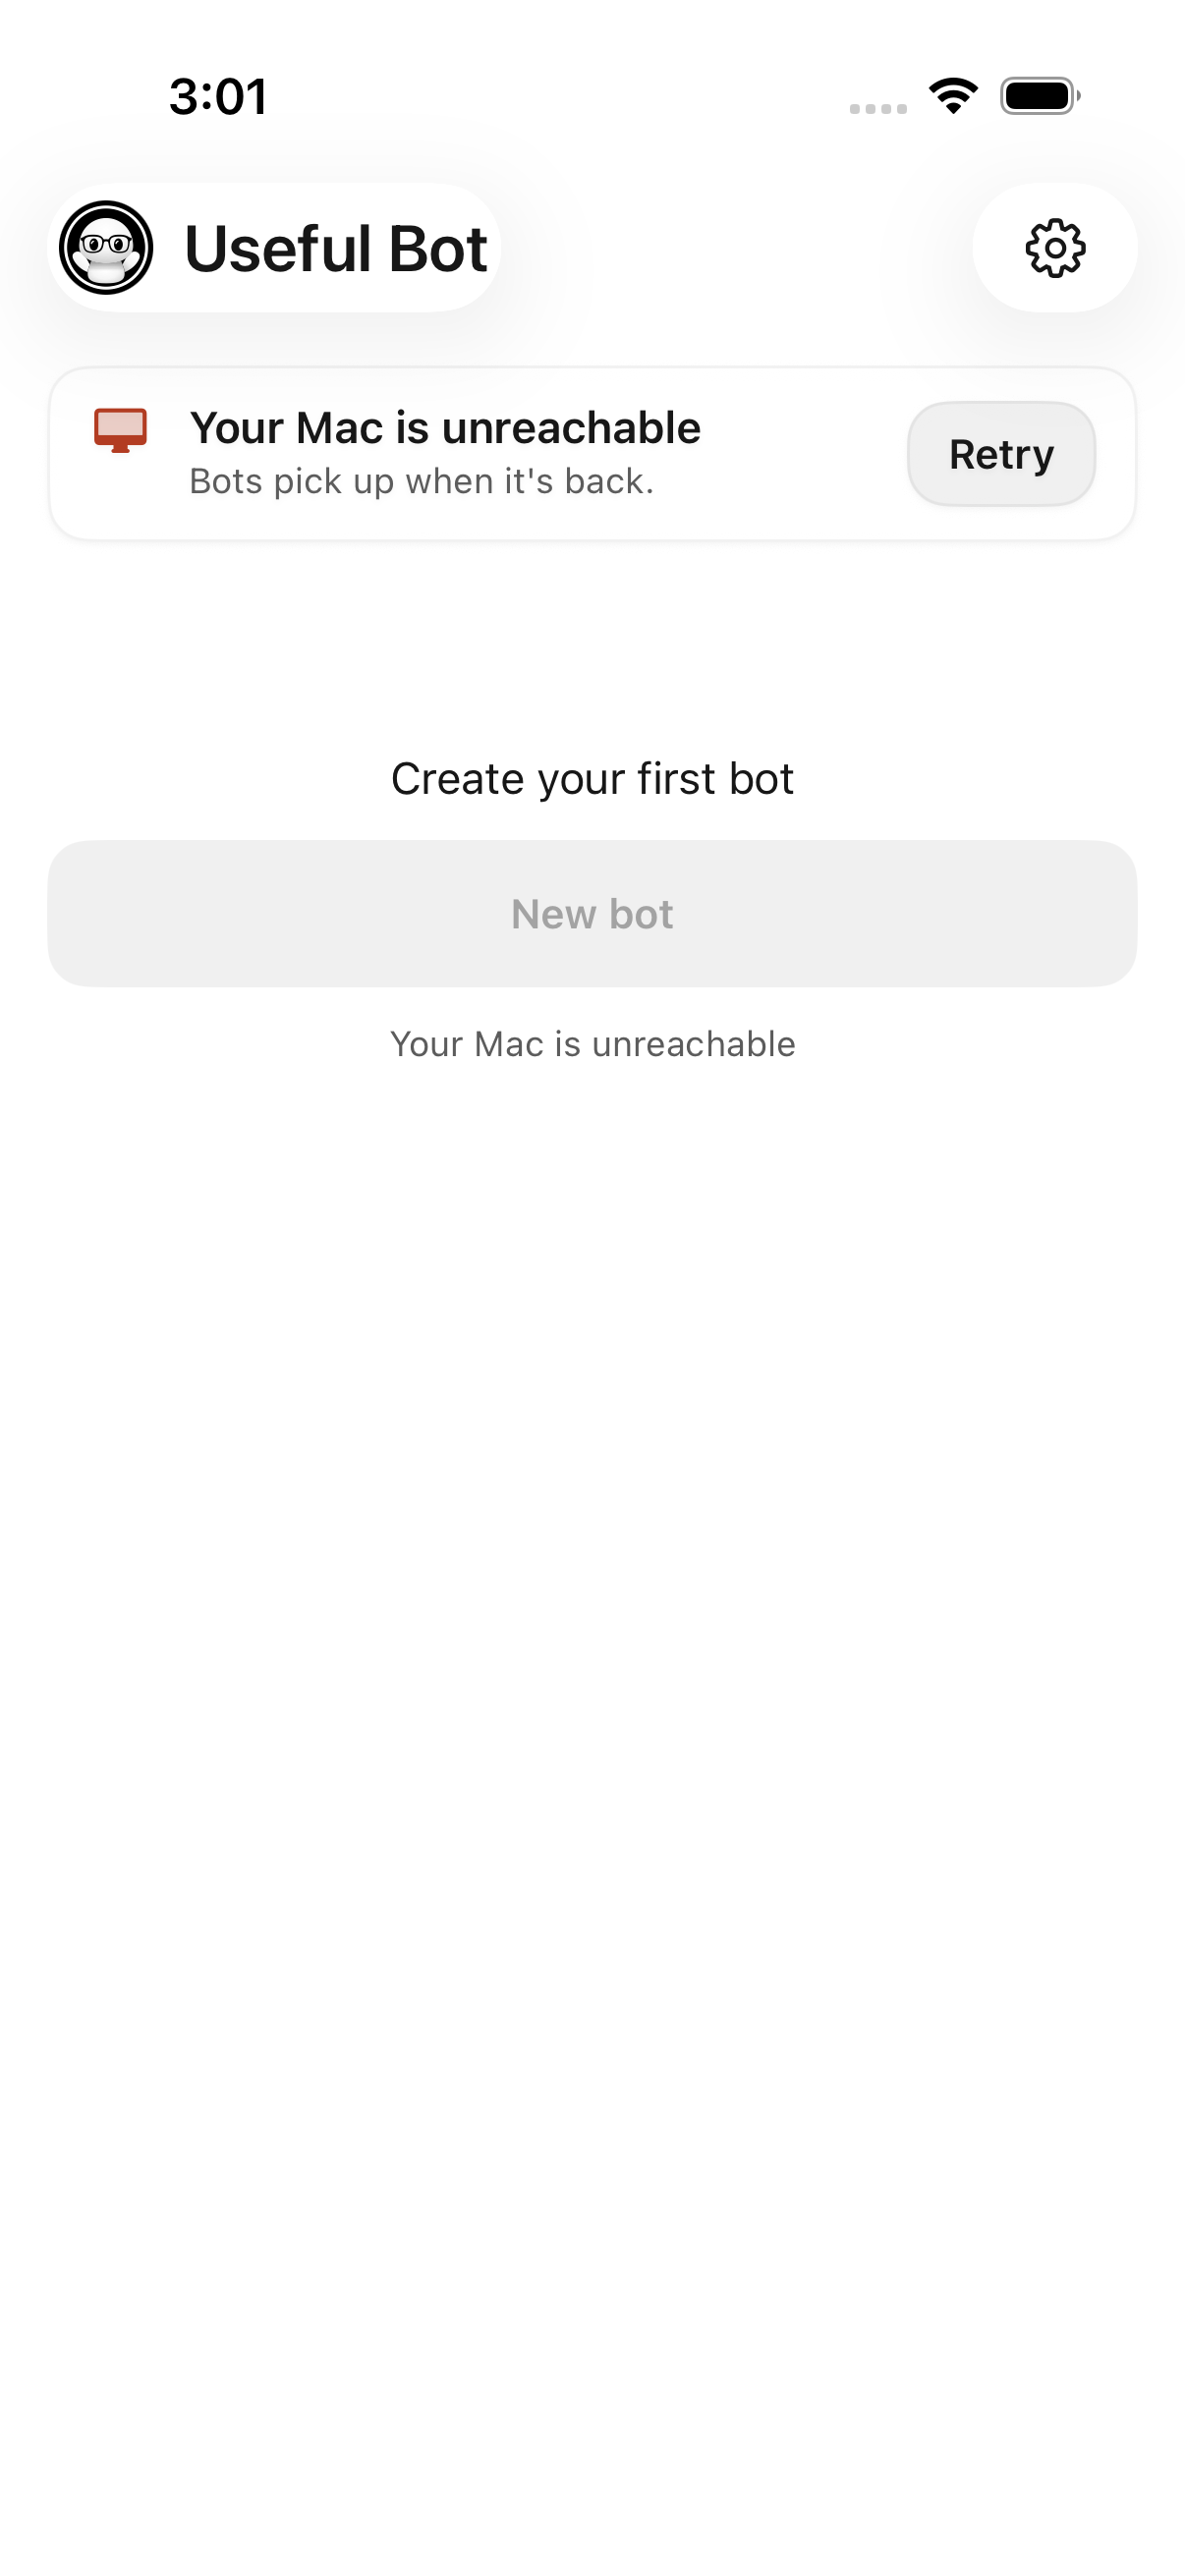 3:01
Useful Bot
Your Mac is unreachable
Bots pick up when it's back.
Retry
Create your first bot
New bot
Your Mac is unreachable